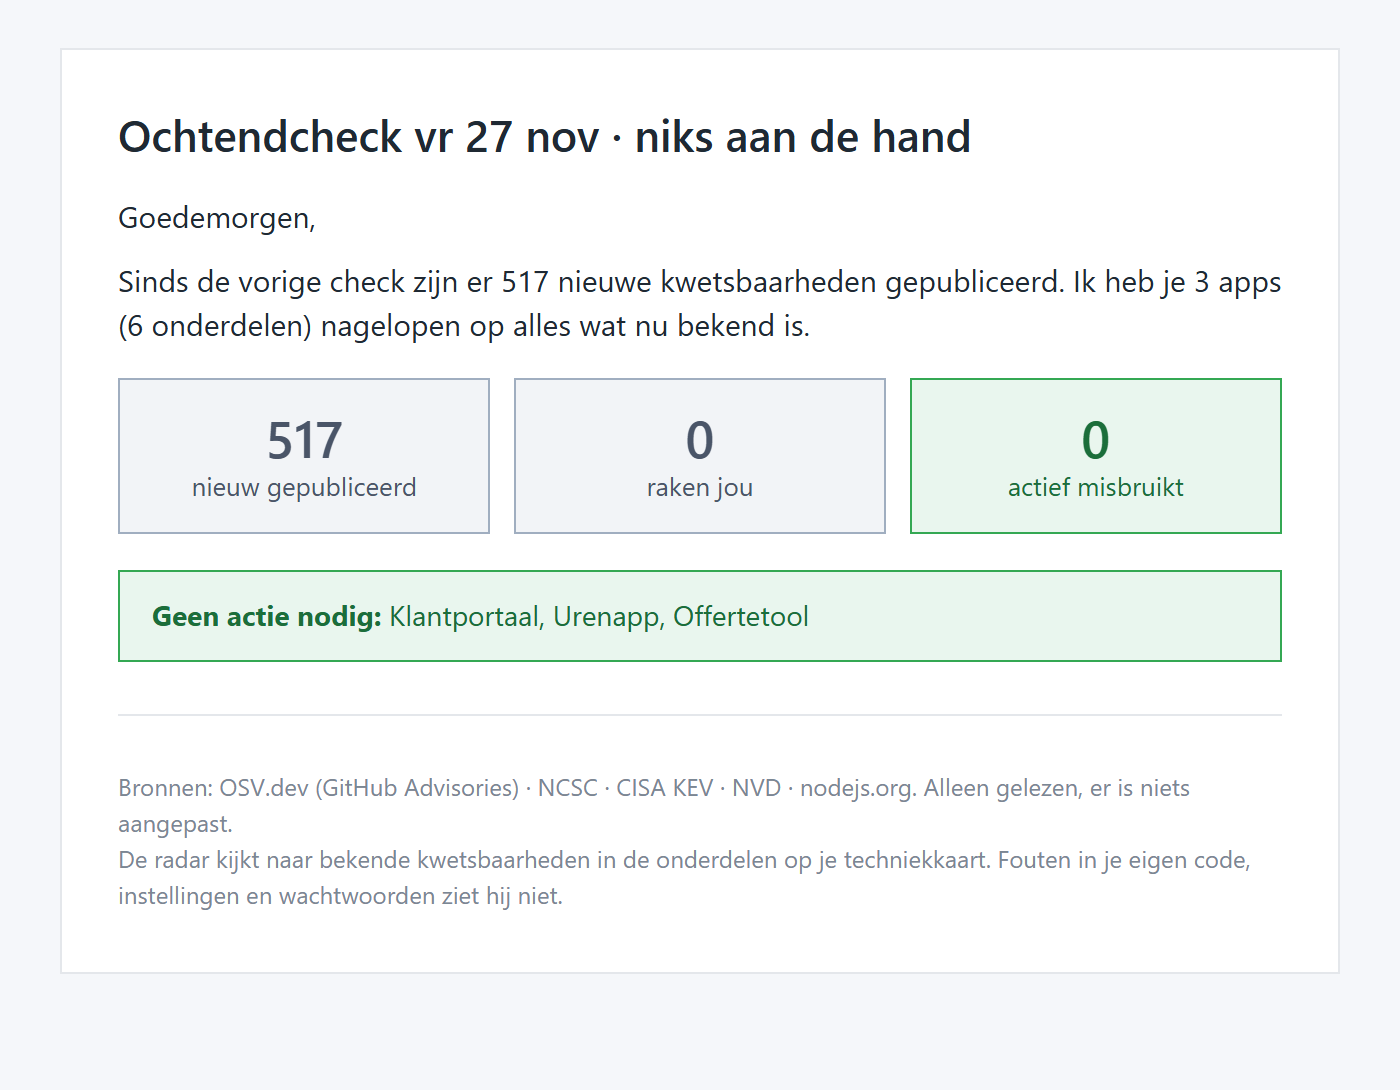 Ochtendcheck vr 27 nov · niks aan de hand
Goedemorgen,
Sinds de vorige check zijn er 517 nieuwe kwetsbaarheden gepubliceerd. Ik heb je 3 apps
(6 onderdelen) nagelopen op alles wat nu bekend is.
517
nieuw gepubliceerd
0
raken jou
0
actief misbruikt
Geen actie nodig: Klantportaal, Urenapp, Offertetool
Bronnen: OSV.dev (GitHub Advisories) · NCSC · CISA KEV · NVD · nodejs.org. Alleen gelezen, er is niets
aangepast.
De radar kijkt naar bekende kwetsbaarheden in de onderdelen op je techniekkaart. Fouten in je eigen code,
instellingen en wachtwoorden ziet hij niet.